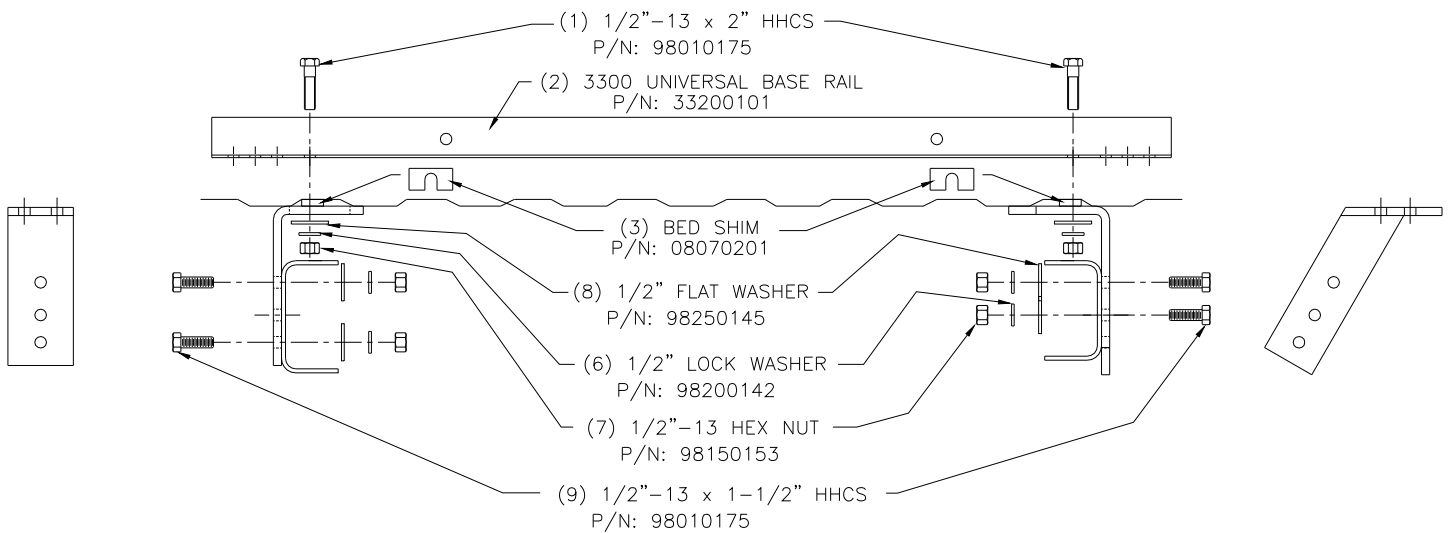 (1) 1/2"-13 x 2" HHCS
P/N: 98010175
(2) 3300 UNIVERSAL BASE RAIL
P/N: 33200101
(3) BED SHIM
P/N: 08070201
(8) 1/2" FLAT WASHER
P/N: 98250145
(6) 1/2" LOCK WASHER
P/N: 98200142
(7) 1/2"-13 HEX NUT
P/N: 98150153
(9) 1/2"-13 x 1-1/2" HHCS
P/N: 98010175